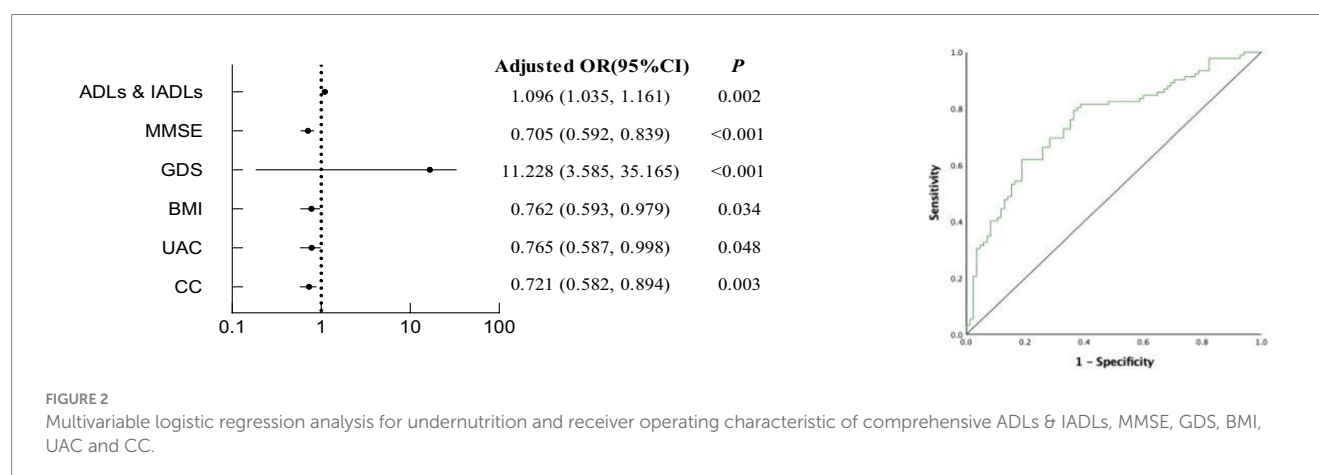 Adjusted OR(95%CI) P
ADLs & IADLs 1.096 (1.035, 1.161) 0.002
MMSE 0.705 (0.592, 0.839) <0.001
GDS 11.228 (3.585, 35.165) <0.001
BMI 0.762 (0.593, 0.979) 0.034
UAC 0.765 (0.587, 0.998) 0.048
CC 0.721 (0.582, 0.894) 0.003
0.1 1 10 100
1.0
0.8
0.6
0.4
0.2
0.0
Sensitivity
0.0 0.2 0.4 0.6 0.8 1.0
1 - Specificity
FIGURE 2
Multivariable logistic regression analysis for undernutrition and receiver operating characteristic of comprehensive ADLs & IADLs, MMSE, GDS, BMI,
UAC and CC.